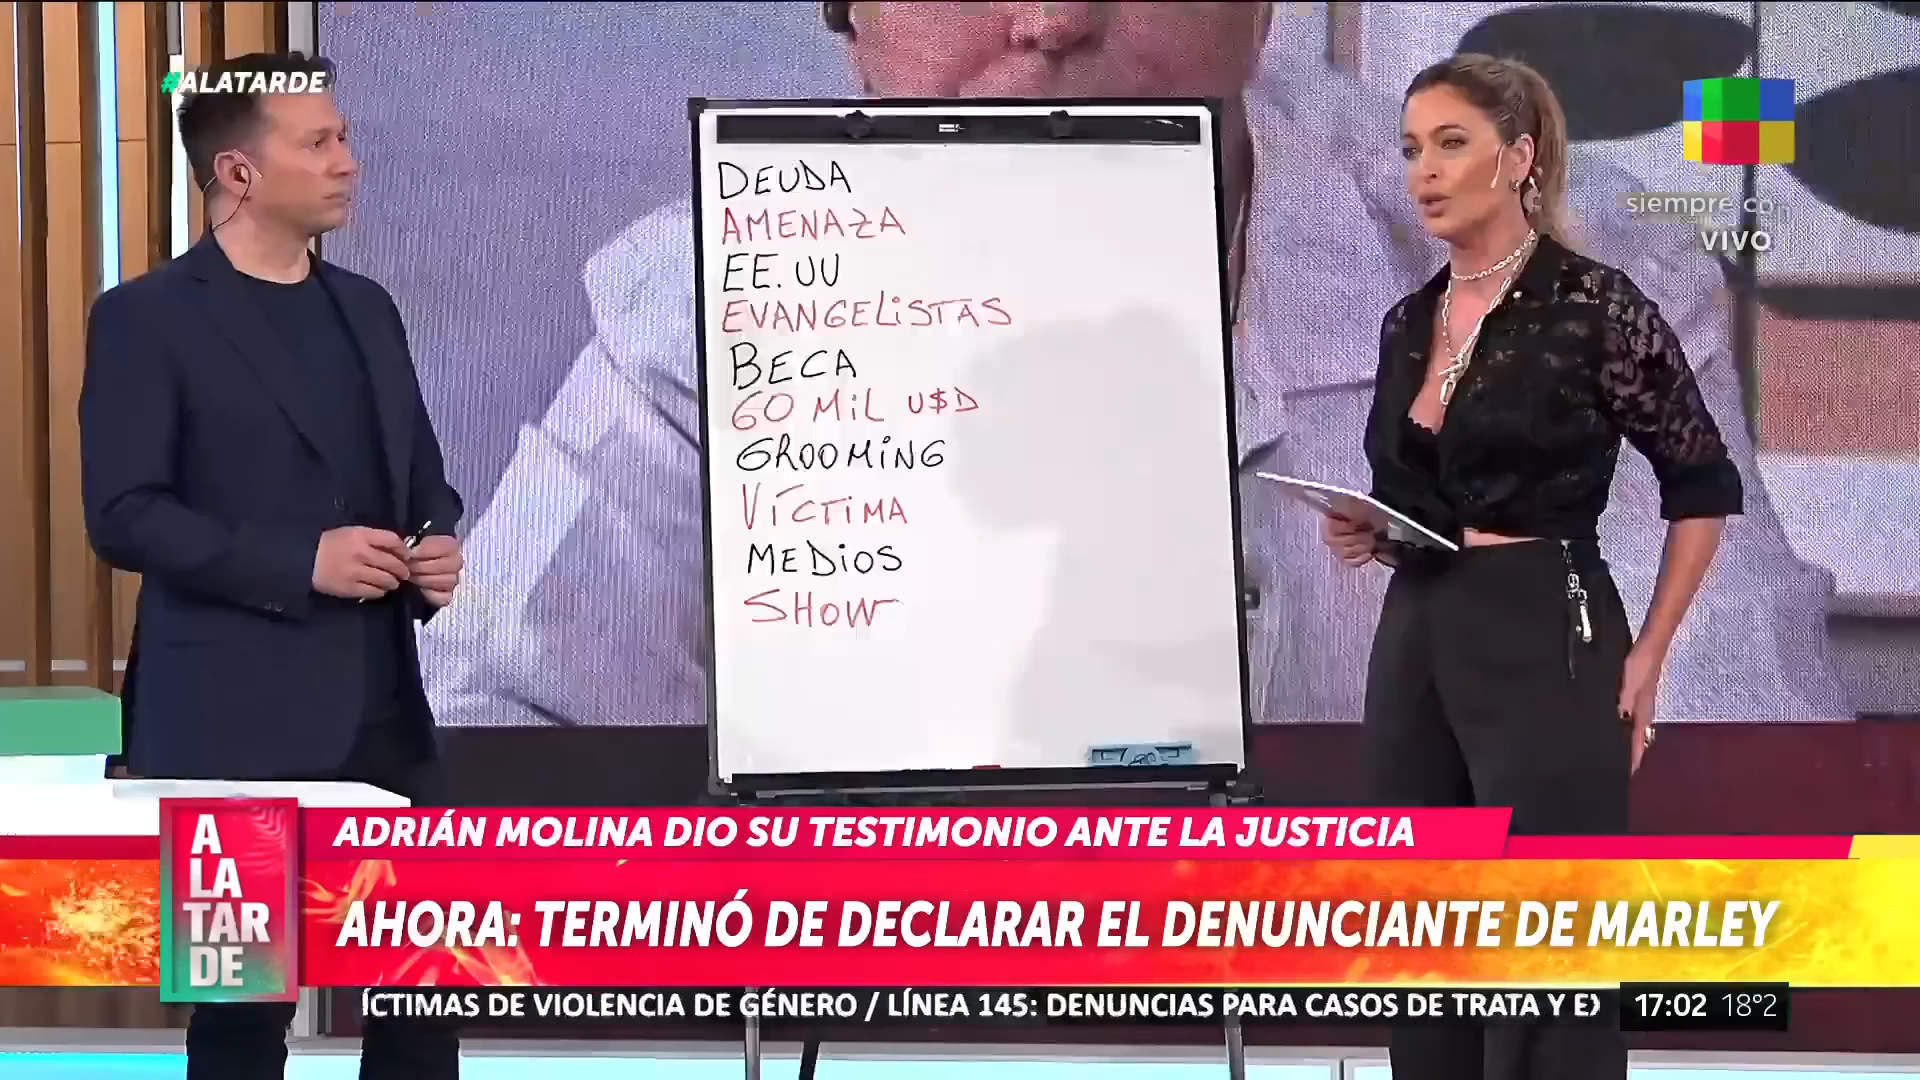 #ALATARDE
siempre con
VIVO
DEUDA
AMENAZA
EE.UU
EVANGELISTAS
BECA
60 MIL U$D
GROOMING
VÍCTIMA
MEDIOS
SHOW
A
LA
TAR
DE
ADRIÁN MOLINA DIO SU TESTIMONIO ANTE LA JUSTICIA
AHORA: TERMINÓ DE DECLARAR EL DENUNCIANTE DE MARLEY
ÍCTIMAS DE VIOLENCIA DE GÉNERO / LÍNEA 145: DENUNCIAS PARA CASOS DE TRATA Y EX
17:02 18°2